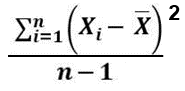 ∑ⁿᵢ₌₁(Xᵢ − X̄)²
n − 1